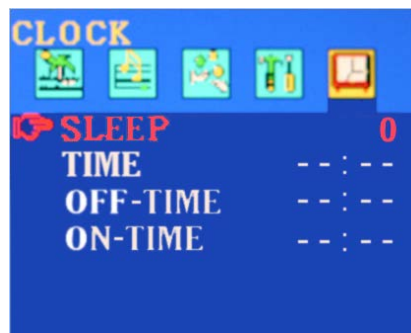 CLOCK
SLEEP 0
TIME --:--
OFF-TIME --:--
ON-TIME --:--